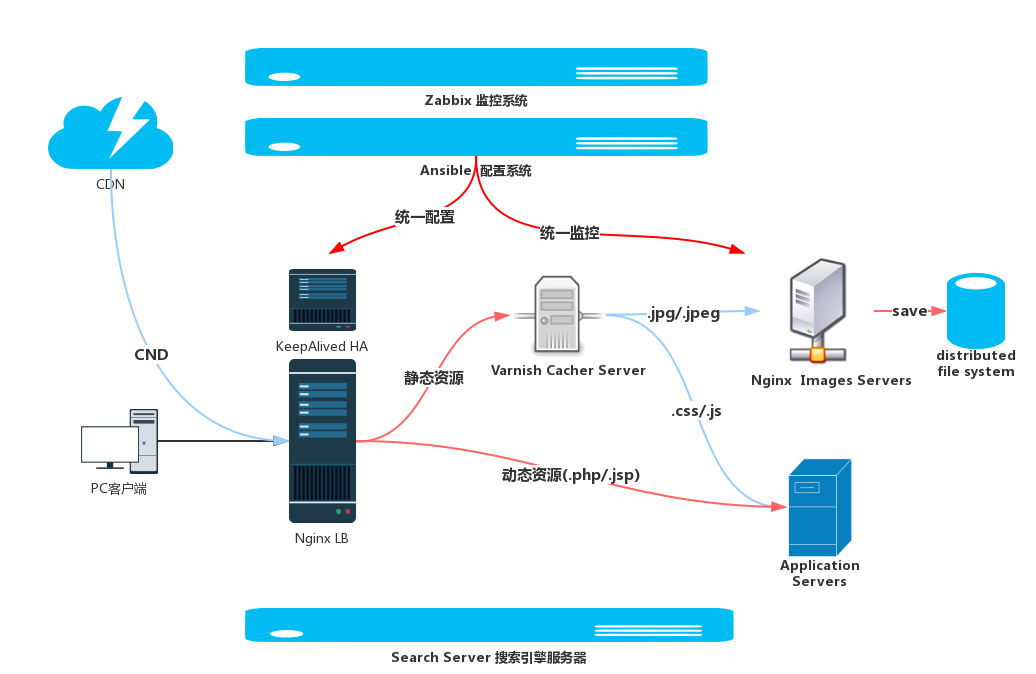 Zabbix 监控系统
Ansible 配置系统
CDN
统一配置
统一监控
KeepAlived HA
.jpg/.jpeg
save
CND
静态资源
Varnish Cacher Server
Nginx Images Servers
distributed
file system
.css/.js
PC客户端
动态资源(.php/.jsp)
Nginx LB
Application
Servers
Search Server 搜索引擎服务器